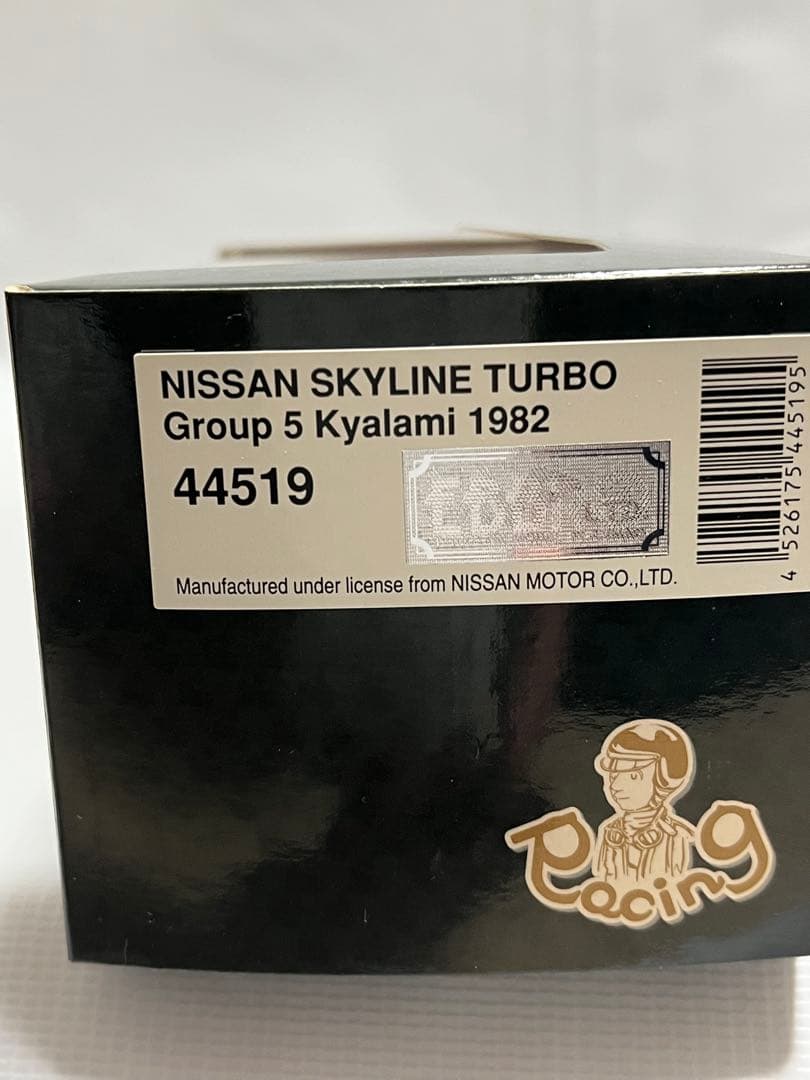 NISSAN SKYLINE TURBO
Group 5 Kyalami 1982
44519
Manufactured under license from NISSAN MOTOR CO.,LTD.
4 526175 445195
Racing